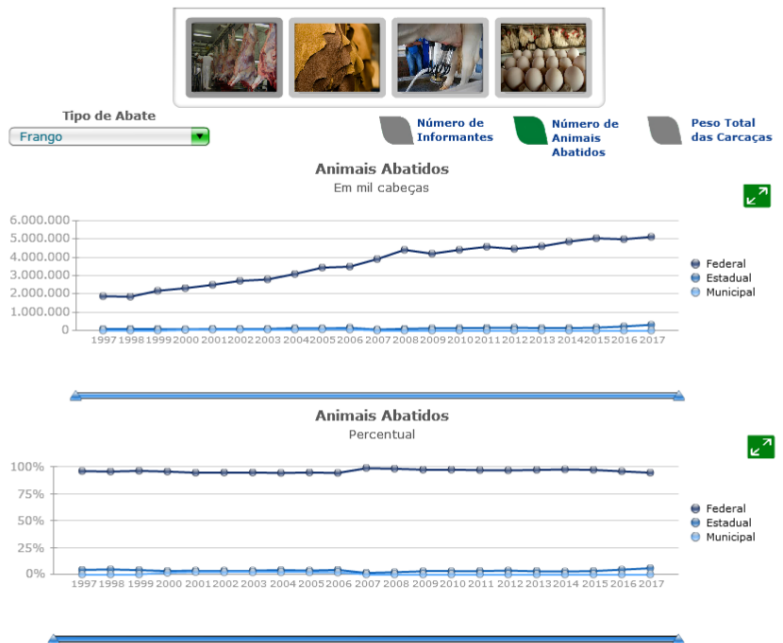 Tipo de Abate
Frango
Número de
Informantes
Número de
Animais
Abatidos
Peso Total
das Carcaças
Animais Abatidos
Em mil cabeças
6.000.000
5.000.000
4.000.000
3.000.000
2.000.000
1.000.000
0
1997 1998 1999 2000 2001 2002 2003 2004 2005 2006 2007 2008 2009 2010 2011 2012 2013 2014 2015 2016 2017
Federal
Estadual
Municipal
Animais Abatidos
Percentual
100%
75%
50%
25%
0%
1997 1998 1999 2000 2001 2002 2003 2004 2005 2006 2007 2008 2009 2010 2011 2012 2013 2014 2015 2016 2017
Federal
Estadual
Municipal